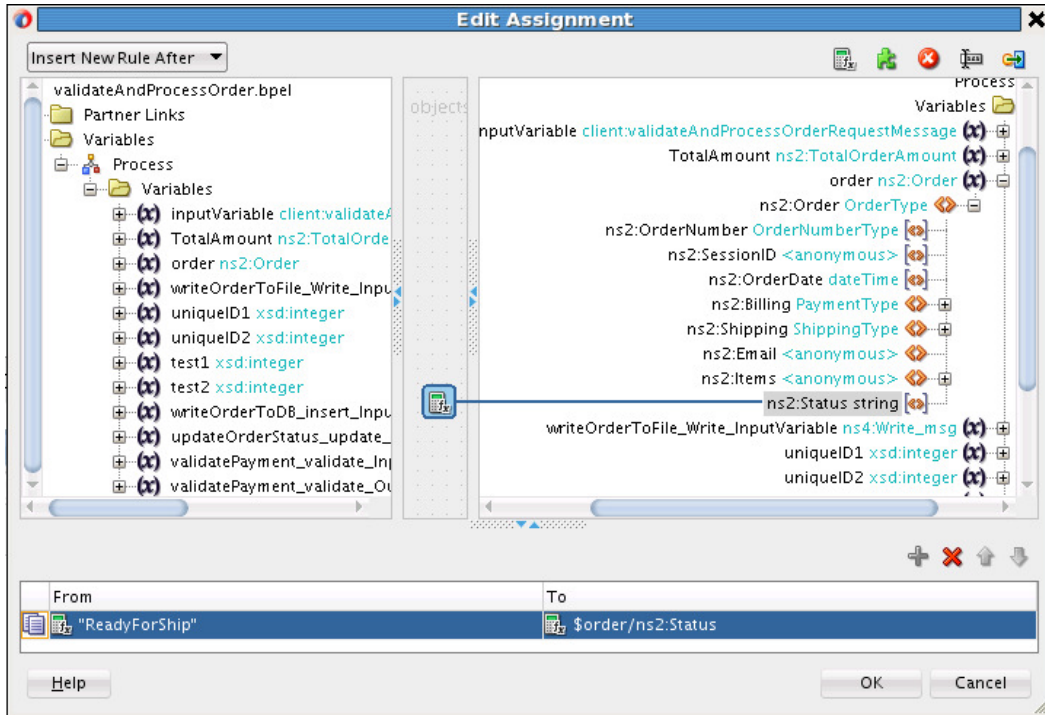 Edit Assignment
Insert New Rule After
validateAndProcessOrder.bpel
Partner Links
Variables
Process
Variables
(x) inputVariable client:validateA
(x) TotalAmount ns2:TotalOrde
(x) order ns2:Order
(x) writeOrderToFile_Write_Inpu
(x) uniqueID1 xsd:integer
(x) uniqueID2 xsd:integer
(x) test1 xsd:integer
(x) test2 xsd:integer
(x) writeOrderToDB_insert_Inpu
(x) updateOrderStatus_update_
(x) validatePayment_validate_In
(x) validatePayment_validate_Ou
objects
Process
Variables
nputVariable client:validateAndProcessOrderRequestMessage (x)
TotalAmount ns2:TotalOrderAmount (x)
order ns2:Order (x)
ns2:Order OrderType
ns2:OrderNumber OrderNumberType
ns2:SessionID <anonymous>
ns2:OrderDate dateTime
ns2:Billing PaymentType
ns2:Shipping ShippingType
ns2:Email <anonymous>
ns2:Items <anonymous>
ns2:Status string
writeOrderToFile_Write_InputVariable ns4:Write_msg (x)
uniqueID1 xsd:integer (x)
uniqueID2 xsd:integer (x)
From To
"ReadyForShip" $order/ns2:Status
Help OK Cancel